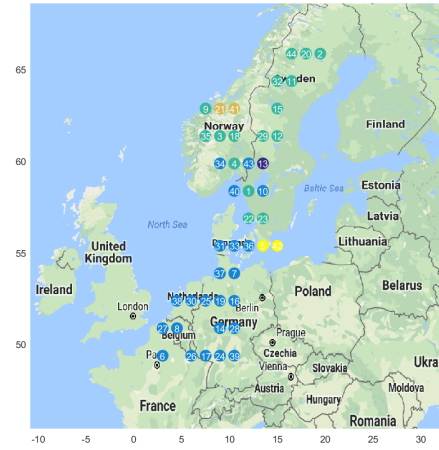 65
60
55
50
-10 -5 0 5 10 15 20 25 30
44 20 2
32 11 Sweden
9 21 41
15
Norway
35 3 18
29 12
Finland
34 4 43 13
40 1 10
Estonia
Baltic Sea
22 23
Latvia
North Sea
31 33 36
Lithuania
United
Kingdom
37 7
Ireland
Netherlands
30 25 19 16
Poland
Belarus
London
Berlin
27 8
14 28
Germany
Belgium
Prague
6
26 17 24 39
Czechia
Vienna
Slovakia
Ukra
Austria
Moldova
France
Hungary
Romania